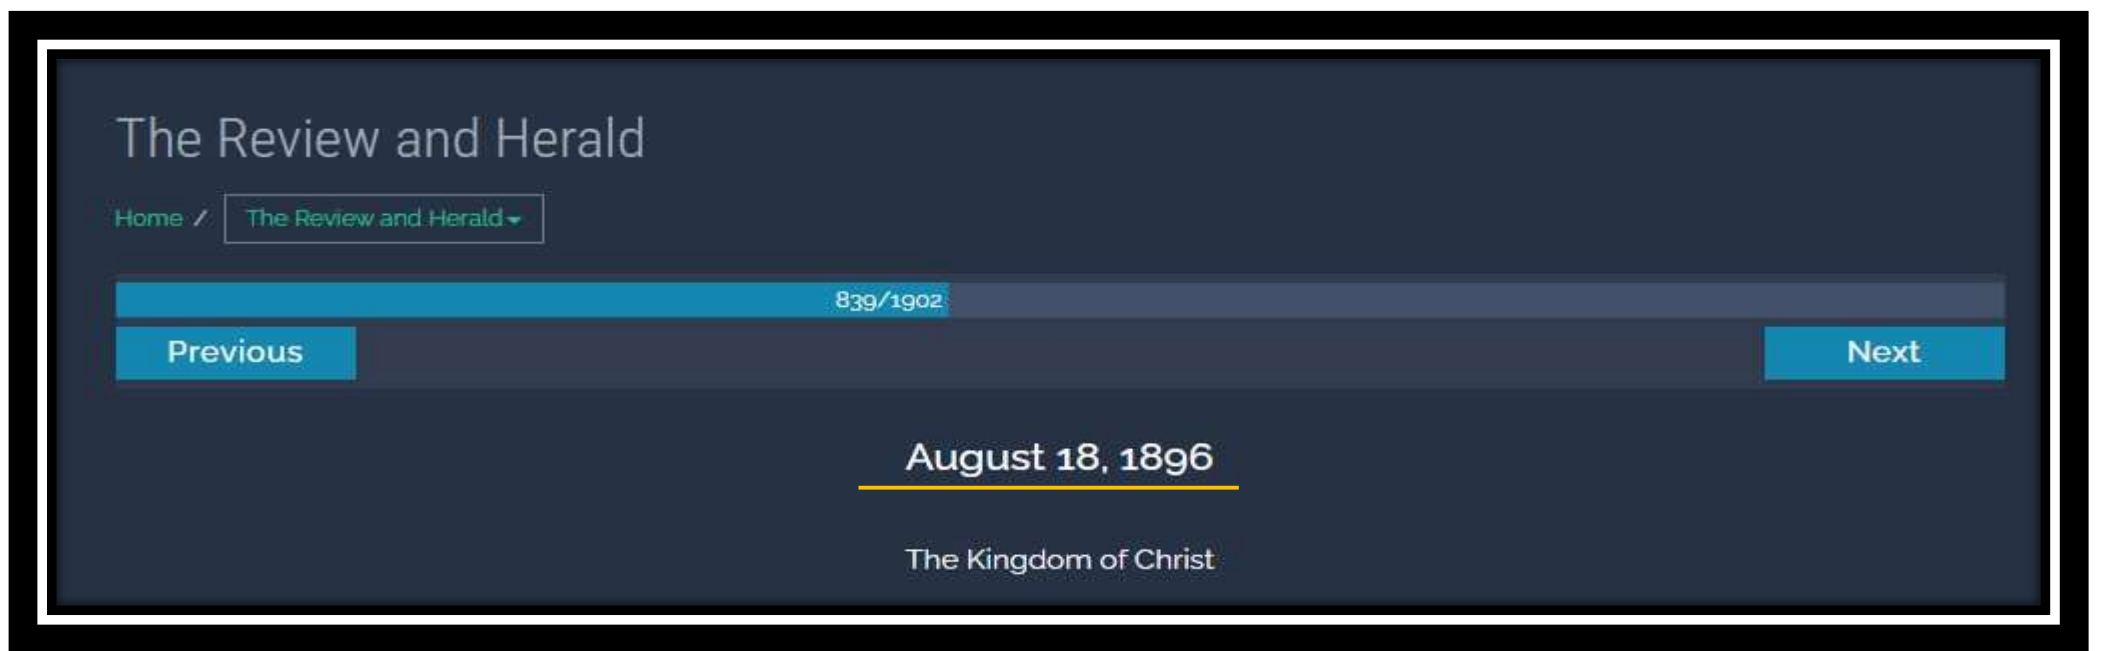 The Review and Herald
Home / The Review and Herald
839/1902
Previous Next
August 18, 1896
The Kingdom of Christ